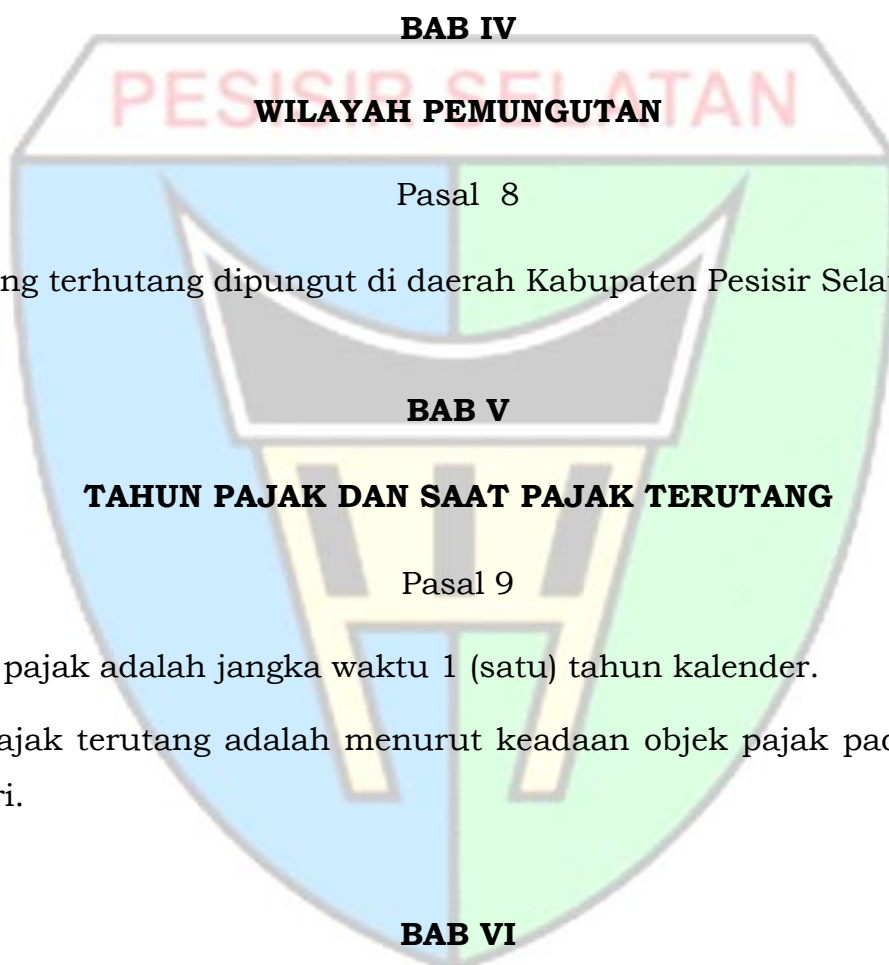 BAB IV
PESISIR SELATAN
WILAYAH PEMUNGUTAN
Pasal 8
ng terhutang dipungut di daerah Kabupaten Pesisir Sela
BAB V
TAHUN PAJAK DAN SAAT PAJAK TERUTANG
Pasal 9
pajak adalah jangka waktu 1 (satu) tahun kalender.
ajak terutang adalah menurut keadaan objek pajak pad
ri.
BAB VI